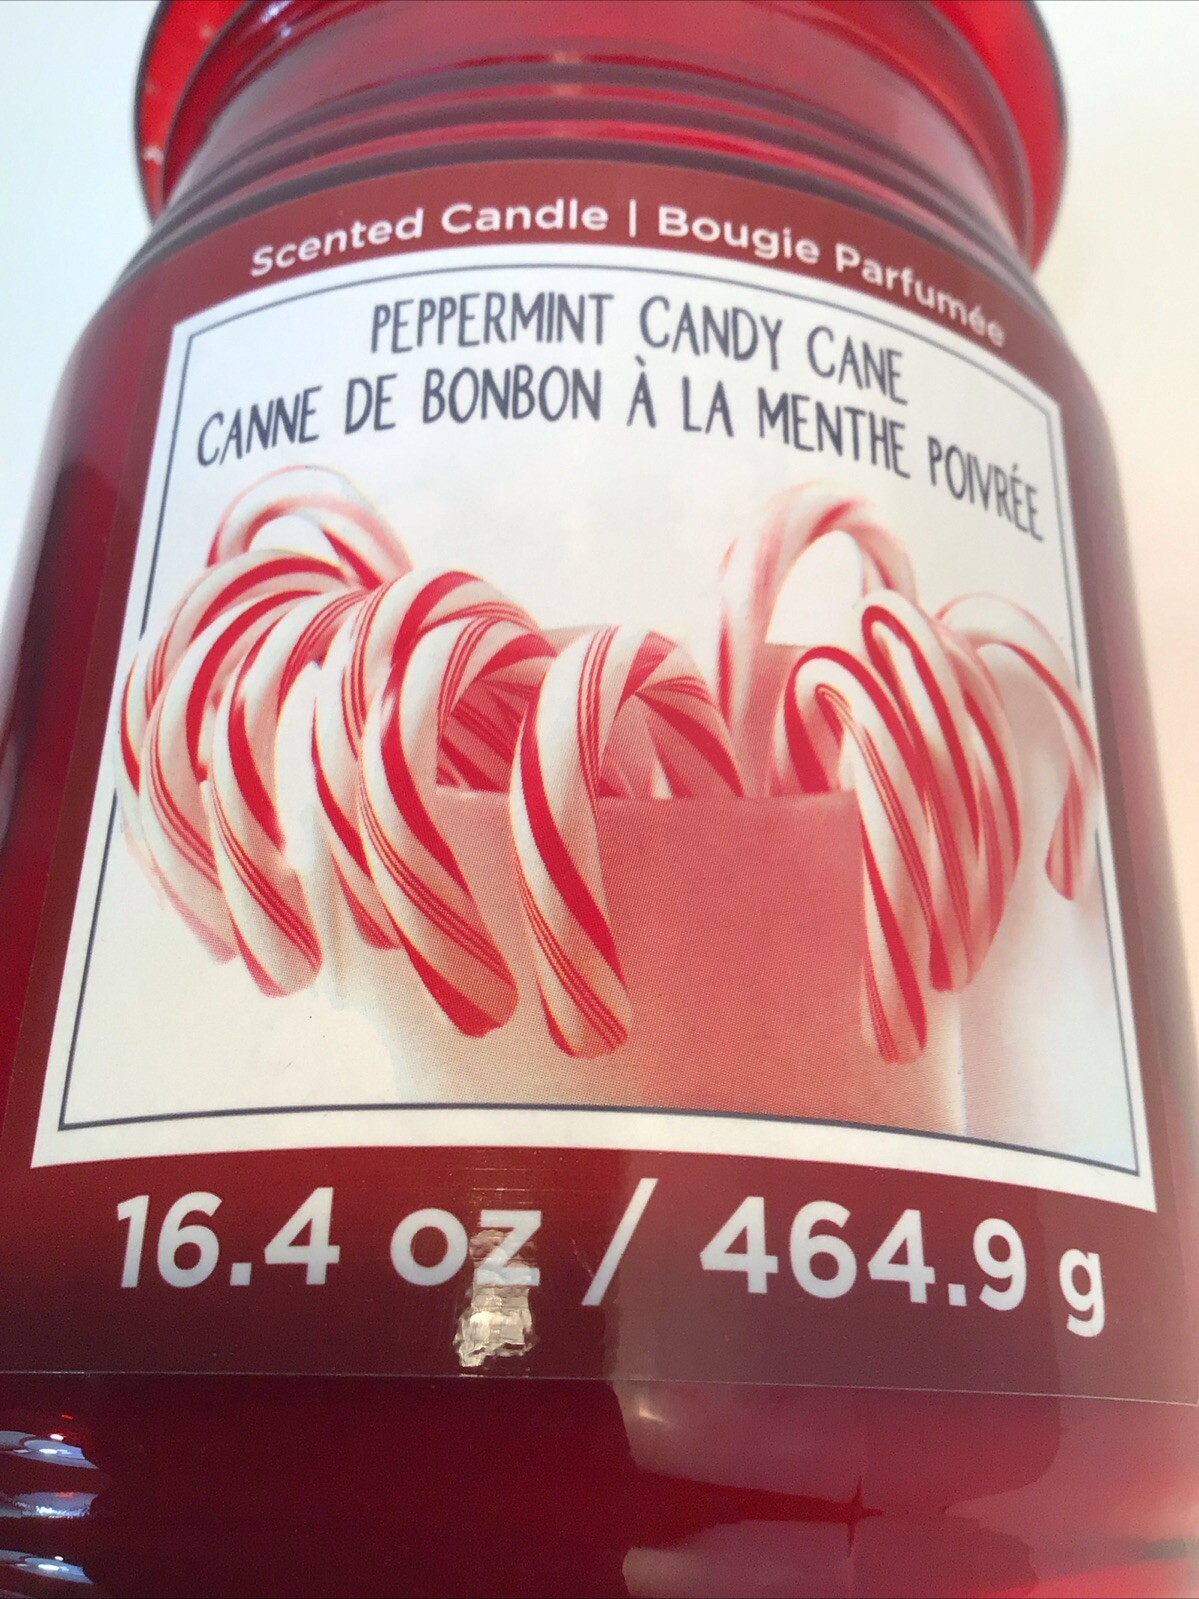 Scented Candle | Bougie Parfumée
PEPPERMINT CANDY CANE
CANNE DE BONBON À LA MENTHE POIVRÉE
16.4 oz / 464.9 g